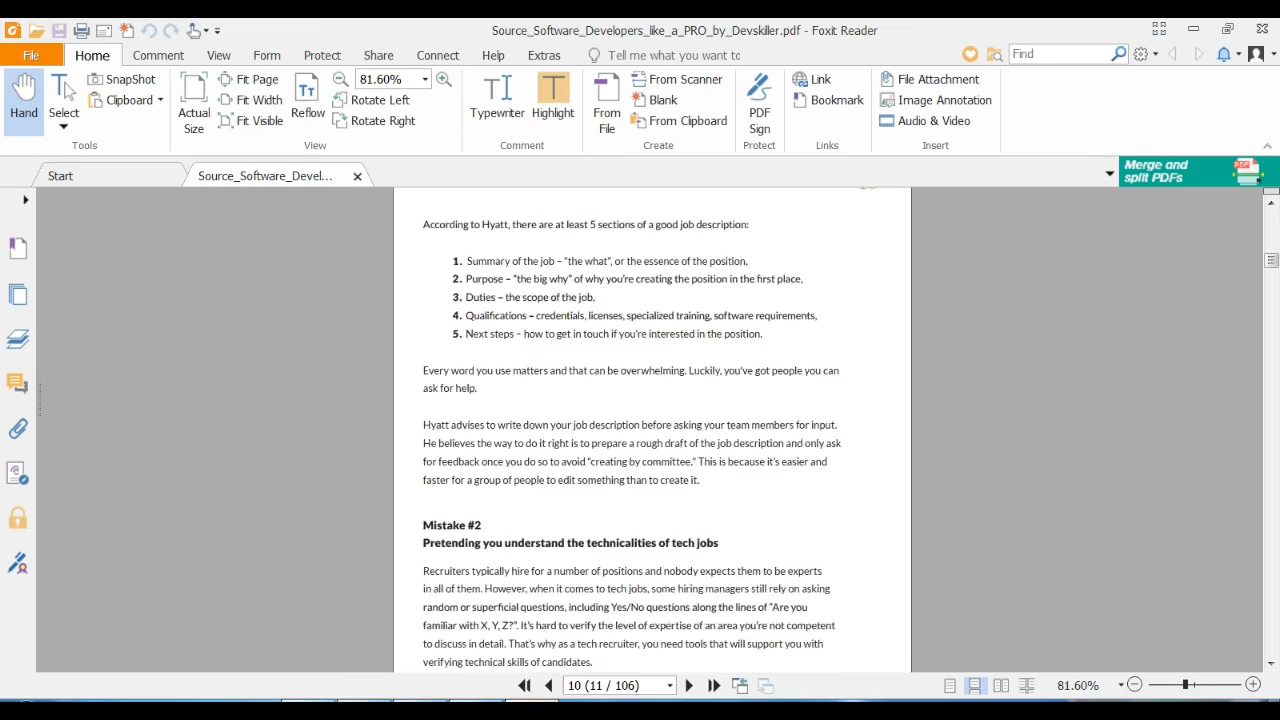 Source_Software_Developers_like_a_PRO_by_Devskiler.pdf - Foxit Reader
File Home Comment View Form Protect Share Connect Help Extras Tell me what you want to Find
Hand
Select
SnapShot
Clipboard
Tools
Actual Size
Fit Page
Fit Width
Fit Visible
Reflow
81.60%
Rotate Left
Rotate Right
View
Typewriter
Highlight
Comment
From File
From Scanner
Blank
From Clipboard
Create
PDF Sign
Protect
Link
Bookmark
Links
File Attachment
Image Annotation
Audio & Video
Insert
Start
Source_Software_Devel...
Merge and
split PDFs
According to Hyatt, there are at least 5 sections of a good job description:
1. Summary of the job – "the what", or the essence of the position,
2. Purpose – "the big why" of why you're creating the position in the first place,
3. Duties – the scope of the job,
4. Qualifications – credentials, licenses, specialized training, software requirements,
5. Next steps – how to get in touch if you're interested in the position.
Every word you use matters and that can be overwhelming. Luckily, you've got people you can
ask for help.
Hyatt advises to write down your job description before asking your team members for input.
He believes the way to do it right is to prepare a rough draft of the job description and only ask
for feedback once you do so to avoid "creating by committee." This is because it's easier and
faster for a group of people to edit something than to create it.
Mistake #2
Pretending you understand the technicalities of tech jobs
Recruiters typically hire for a number of positions and nobody expects them to be experts
in all of them. However, when it comes to tech jobs, some hiring managers still rely on asking
random or superficial questions, including Yes/No questions along the lines of "Are you
familiar with X, Y, Z?". It's hard to verify the level of expertise of an area you're not competent
to discuss in detail. That's why as a tech recruiter, you need tools that will support you with
verifying technical skills of candidates.
10 (11 / 106)
81.60%